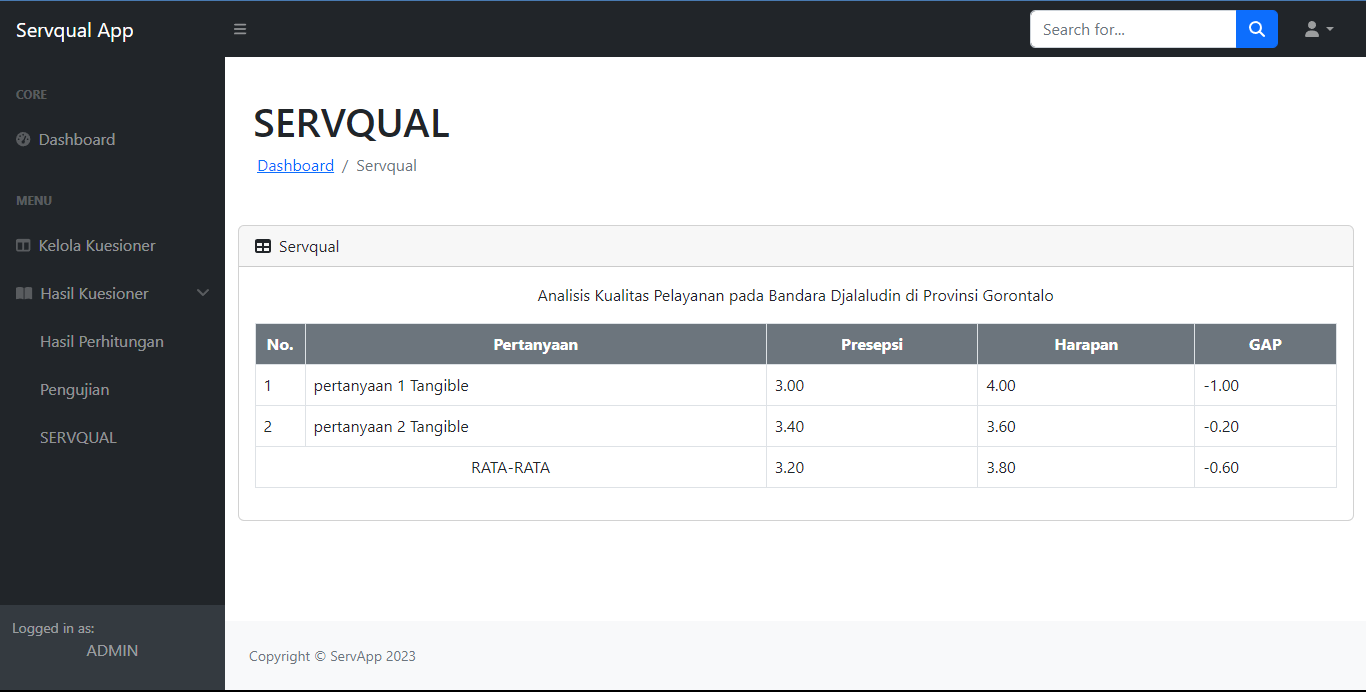 Servqual App
Search for...
CORE
Dashboard
MENU
Kelola Kuesioner
Hasil Kuesioner
Hasil Perhitungan
Pengujian
SERVQUAL
Logged in as:
ADMIN
SERVQUAL
Dashboard / Servqual
Servqual
Analisis Kualitas Pelayanan pada Bandara Djalaludin di Provinsi Gorontalo
No. Pertanyaan Presepsi Harapan GAP
1 pertanyaan 1 Tangible 3.00 4.00 -1.00
2 pertanyaan 2 Tangible 3.40 3.60 -0.20
RATA-RATA 3.20 3.80 -0.60
Copyright © ServApp 2023